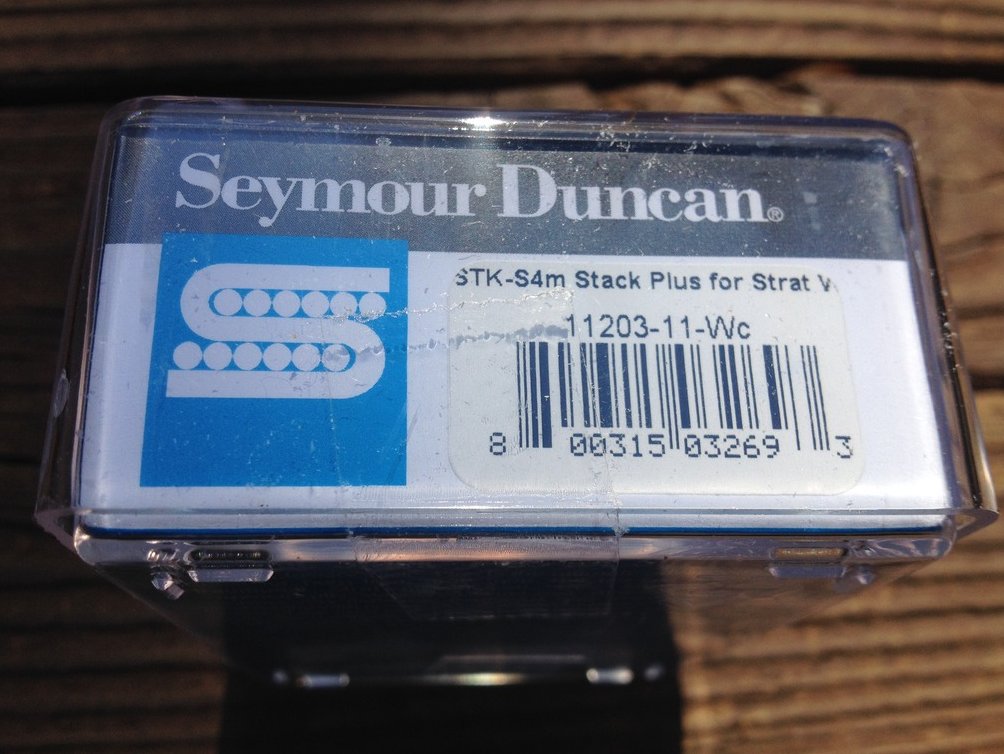 Seymour Duncan®
STK-S4m Stack Plus for Strat
11203-11-Wc
8 00315 03269 3